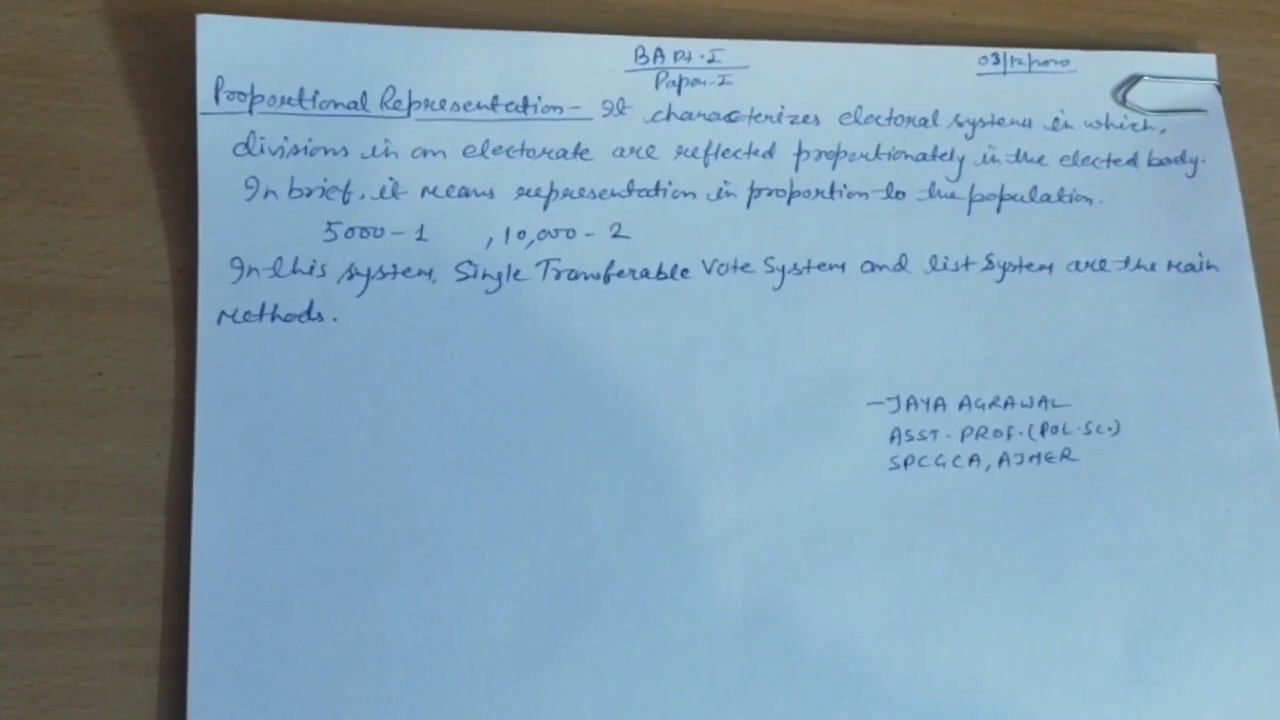 BA Pt.I
03/12/2020
Paper-I
Proportional Representation - It characterizes electoral systems in which,
divisions in an electorate are reflected proportionately in the elected body.
In brief, it means representation in proportion to the population.
5000-1 , 10,000-2
In this system, Single Transferable Vote System and list System are the main
methods.
-JAYA AGRAWAL
ASST. PROF. (POL.SC.)
SPCGCA, AJMER